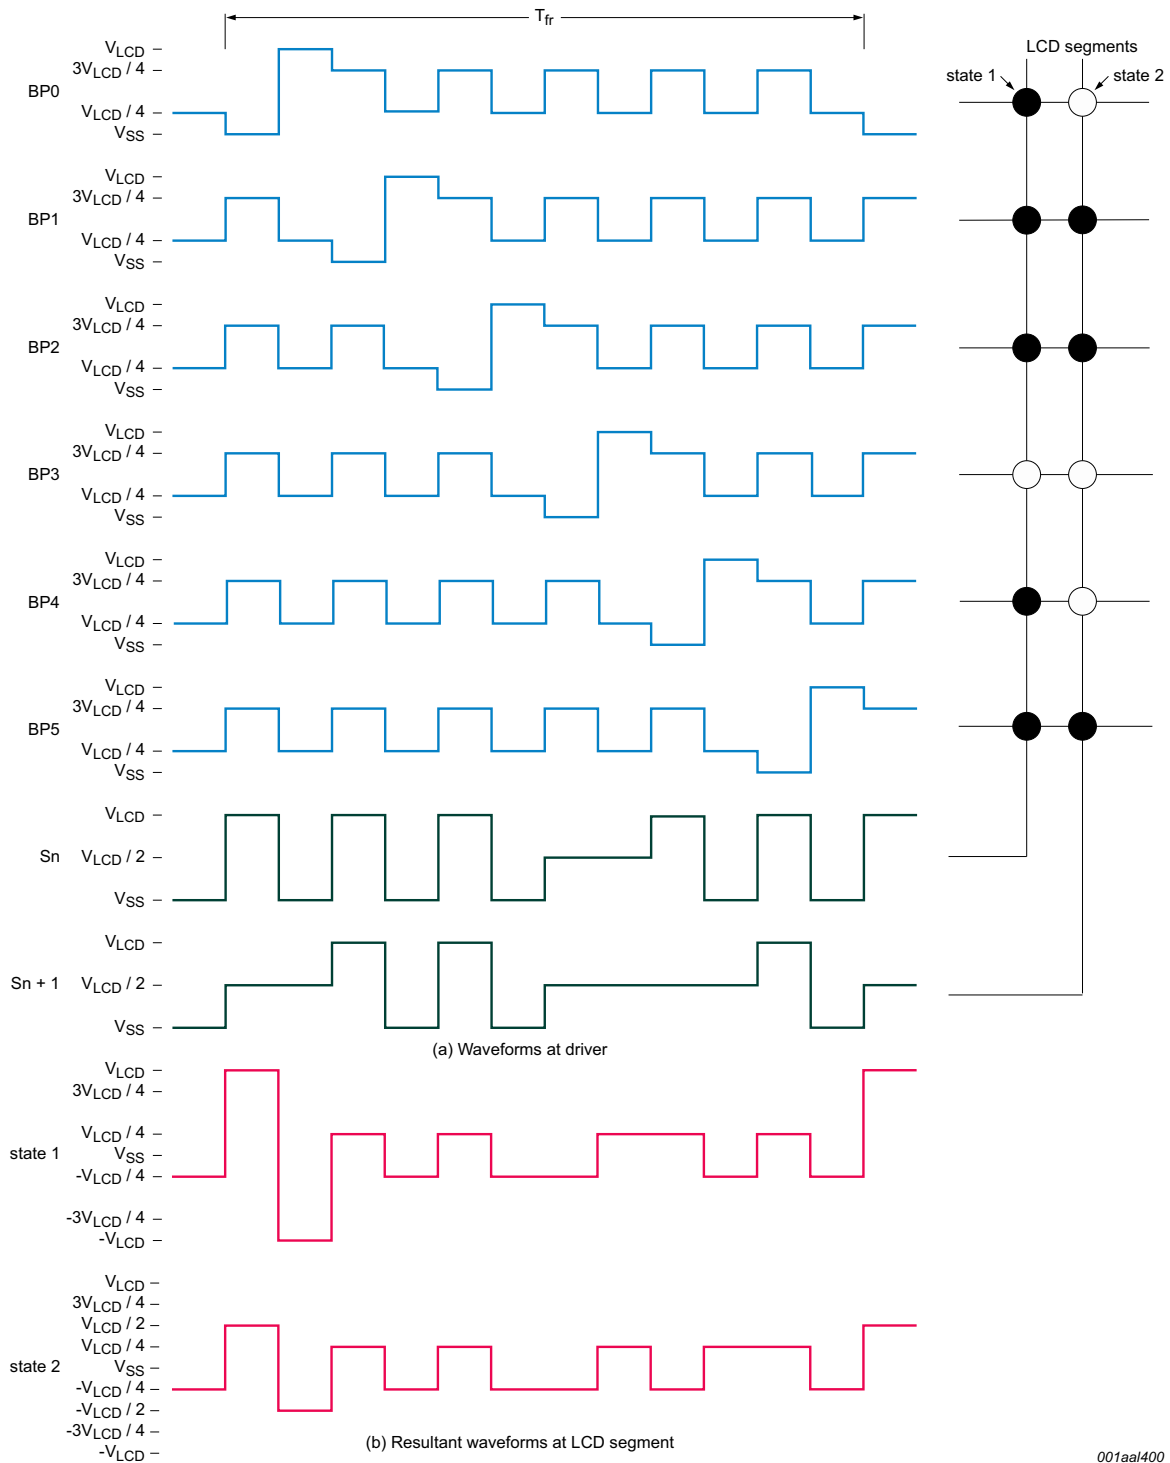 Tfr
LCD segments
state 1
state 2
BP0
VLCD
3VLCD / 4
VLCD / 4
VSS
BP1
VLCD
3VLCD / 4
VLCD / 4
VSS
BP2
VLCD
3VLCD / 4
VLCD / 4
VSS
BP3
VLCD
3VLCD / 4
VLCD / 4
VSS
BP4
VLCD
3VLCD / 4
VLCD / 4
VSS
BP5
VLCD
3VLCD / 4
VLCD / 4
VSS
Sn
VLCD
VLCD / 2
VSS
Sn + 1
VLCD
VLCD / 2
VSS
(a) Waveforms at driver
state 1
VLCD
3VLCD / 4
VLCD / 4
VSS
-VLCD / 4
-3VLCD / 4
-VLCD
state 2
VLCD
3VLCD / 4
VLCD / 2
VLCD / 4
VSS
-VLCD / 4
-VLCD / 2
-3VLCD / 4
-VLCD
(b) Resultant waveforms at LCD segment
001aal400